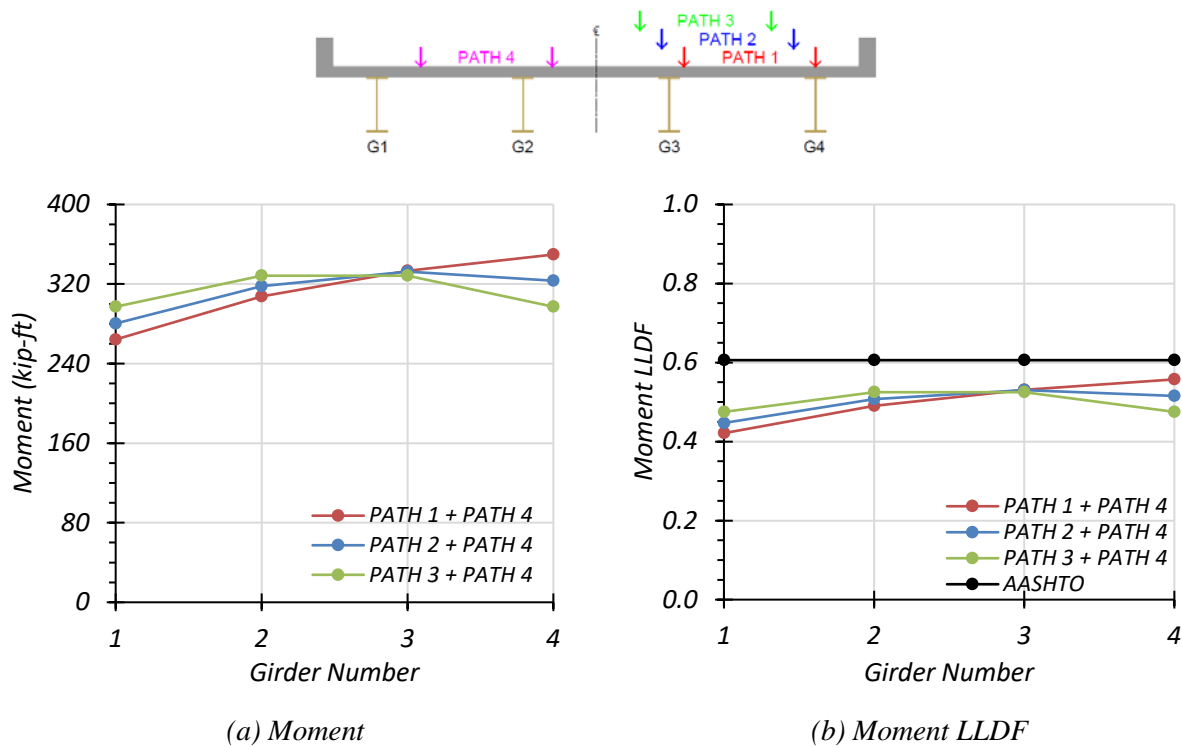 PATH 3
℄
PATH 2
PATH 4
PATH 1
G1
G2
G3
G4
400
320
240
160
80
0
Moment (kip-ft)
PATH 1 + PATH 4
PATH 2 + PATH 4
PATH 3 + PATH 4
1
2
3
4
Girder Number
(a) Moment
1.0
0.8
0.6
0.4
0.2
0.0
Moment LLDF
PATH 1 + PATH 4
PATH 2 + PATH 4
PATH 3 + PATH 4
AASHTO
1
2
3
4
Girder Number
(b) Moment LLDF